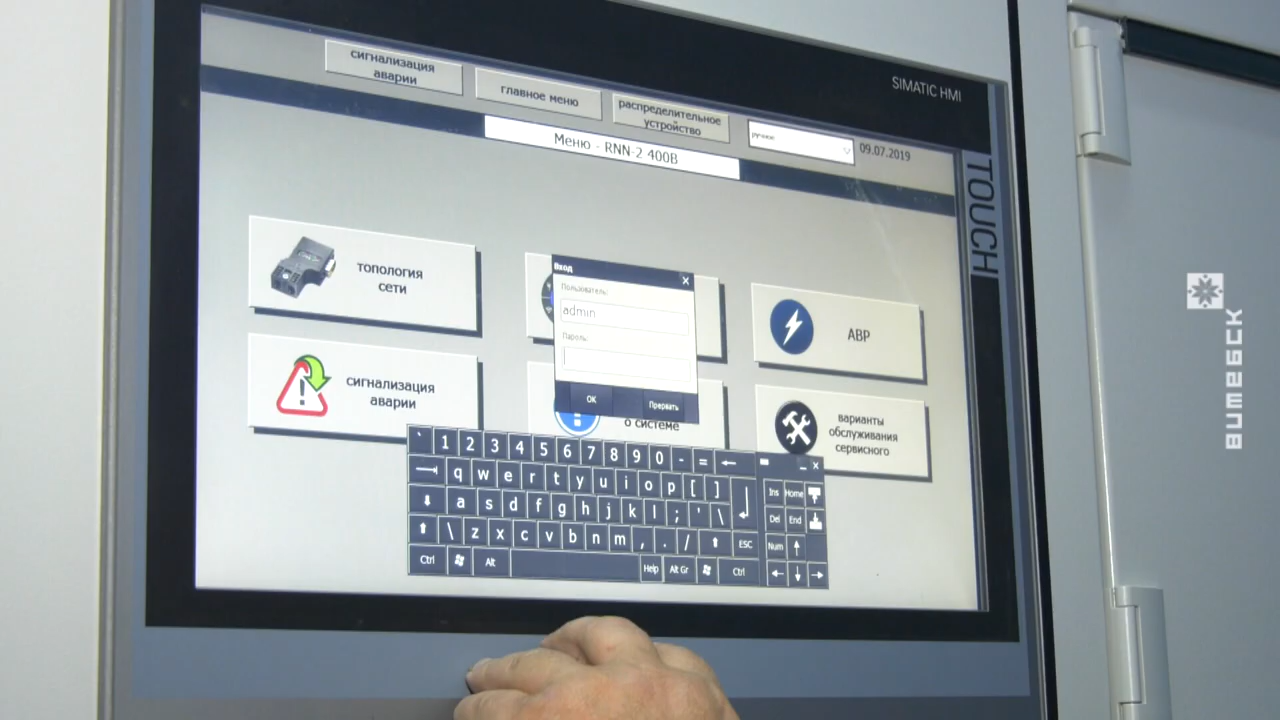 SIMATIC HMI
TOUCH
сигнализация
аварии
главное меню
распределительное
устройство
ручное
09.07.2019
Меню - RNN-2 400В
топология
сети
АВР
сигнализация
аварии
о системе
варианты
обслуживания
сервисного
Вход
Пользователь:
admin
Пароль:
ОК
Прервать
` 1 2 3 4 5 6 7 8 9 0 - =
q w e r t y u i o p [ ]
a s d f g h j k l ; ' \
\ z x c v b n m , . / ESC
Ctrl Alt Help Alt Gr Ctrl
Ins Home
Del End
Num
витебск